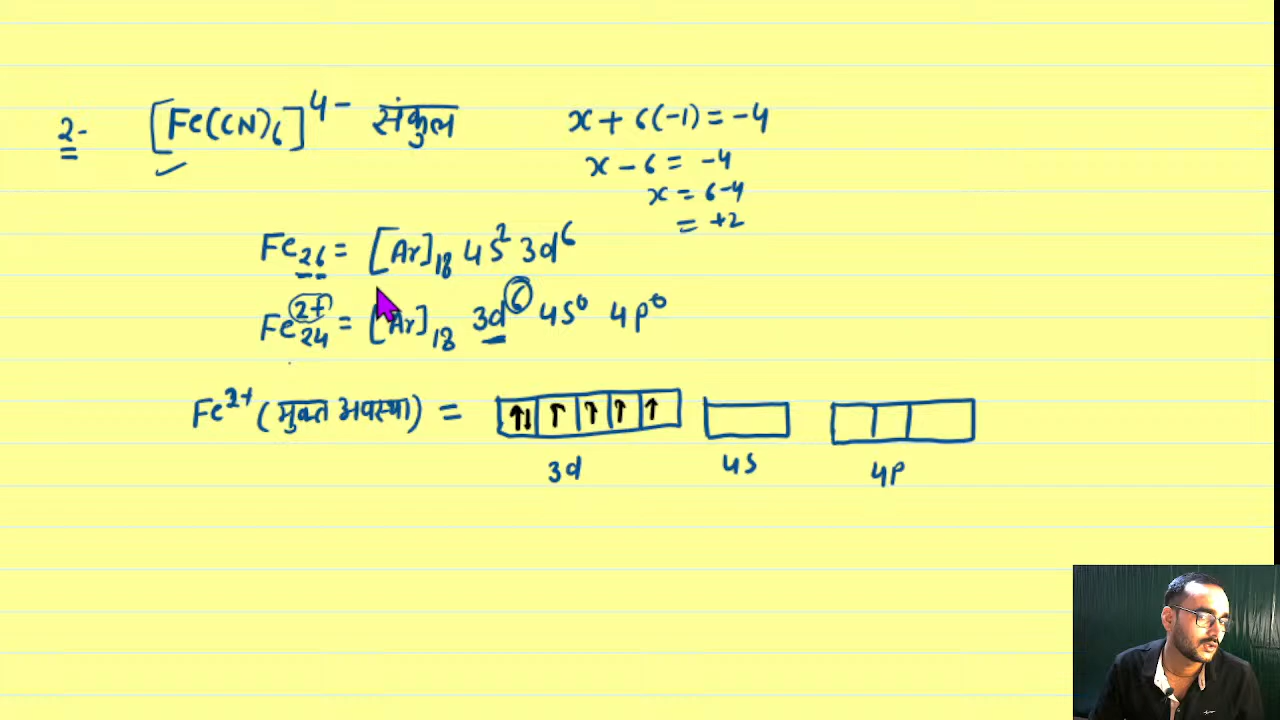 2- [Fe(CN)6]4- संकुल
x + 6(-1) = -4
x - 6 = -4
x = 6-4
= +2
Fe26 = [Ar]18 4s2 3d6
Fe2+24 = [Ar]18 3d6 4s0 4p0
Fe2+ (मुक्त अवस्था) = ↑↓ ↑ ↑ ↑ ↑
3d 4s 4p